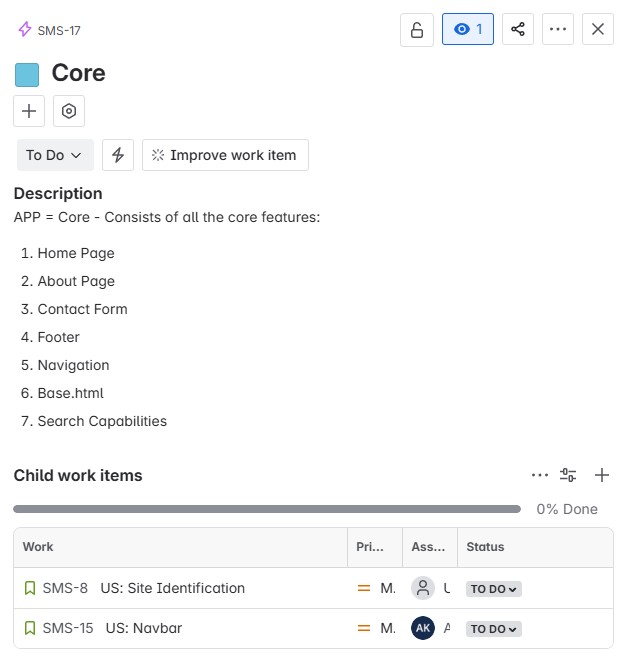 SMS-17
1
Core
To Do
Improve work item
Description
APP = Core - Consists of all the core features:
1. Home Page
2. About Page
3. Contact Form
4. Footer
5. Navigation
6. Base.html
7. Search Capabilities
Child work items
0% Done
Work Pri... Ass... Status
SMS-8 US: Site Identification M. U TO DO
SMS-15 US: Navbar M. AK A TO DO